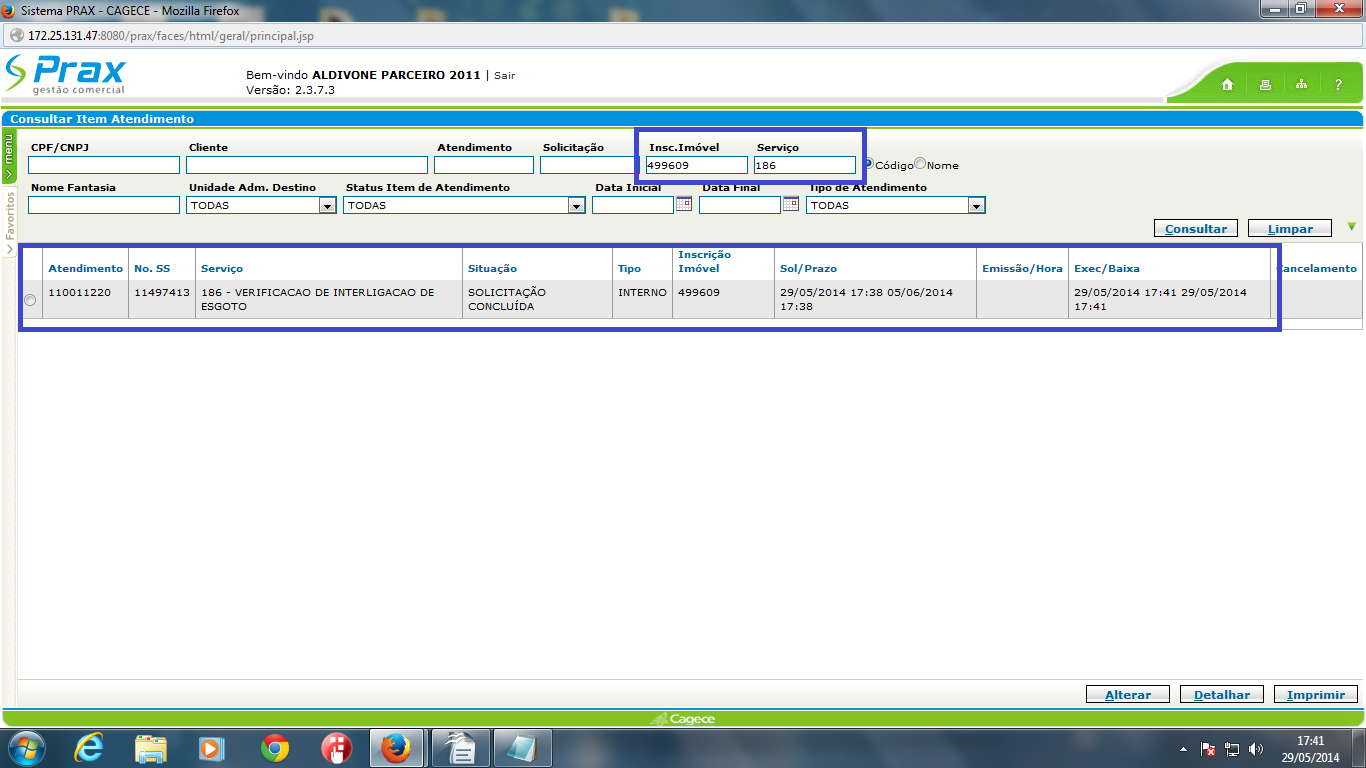 Sistema PRAX - CAGECE - Mozilla Firefox
172.25.131.47:8080/prax/faces/html/geral/principal.jsp
Prax
gestão comercial
Bem-vindo ALDIVONE PARCEIRO 2011 | Sair
Versão: 2.3.7.3
?
Consultar Item Atendimento
menu
Favoritos
CPF/CNPJ Cliente Atendimento Solicitação Insc.Imóvel Serviço
499609 186 Código Nome
Nome Fantasia Unidade Adm. Destino Status Item de Atendimento Data Inicial Data Final Tipo de Atendimento
TODAS TODAS TODAS
Consultar Limpar
Atendimento No. SS Serviço Situação Tipo Inscrição Imóvel Sol/Prazo Emissão/Hora Exec/Baixa Cancelamento
110011220 11497413 186 - VERIFICACAO DE INTERLIGACAO DE SOLICITAÇÃO INTERNO 499609 29/05/2014 17:38 05/06/2014 29/05/2014 17:41 29/05/2014
ESGOTO CONCLUÍDA 17:38 17:41
Alterar Detalhar Imprimir
Cagece
17:41
29/05/2014